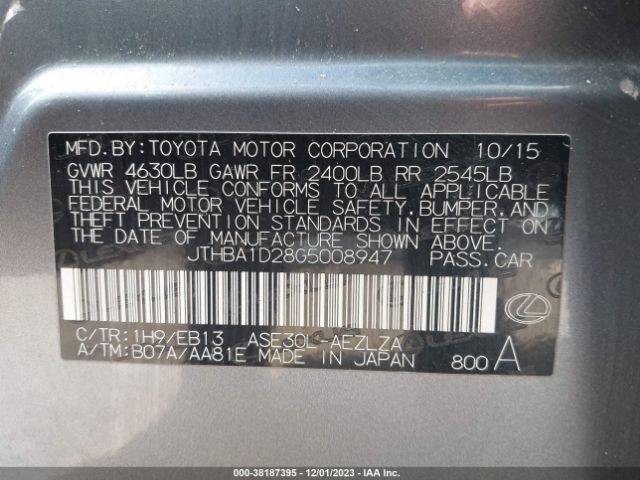 MFD.BY:TOYOTA MOTOR CORPORATION 10/15
GVWR 4630LB GAWR FR 2400LB RR 2545LB
THIS VEHICLE CONFORMS TO ALL APPLICABLE
FEDERAL MOTOR VEHICLE SAFETY,BUMPER,AND
THEFT PREVENTION STANDARDS IN EFFECT ON
THE DATE OF MANUFACTURE SHOWN ABOVE.
JTHBA1D28G5008947 PASS.CAR
C/TR:1H9/EB13 ASE30L-AEZLZA
A/TM:B07A/AA81E MADE IN JAPAN 800 A
000-38187395 - 12/01/2023 - IAA Inc.